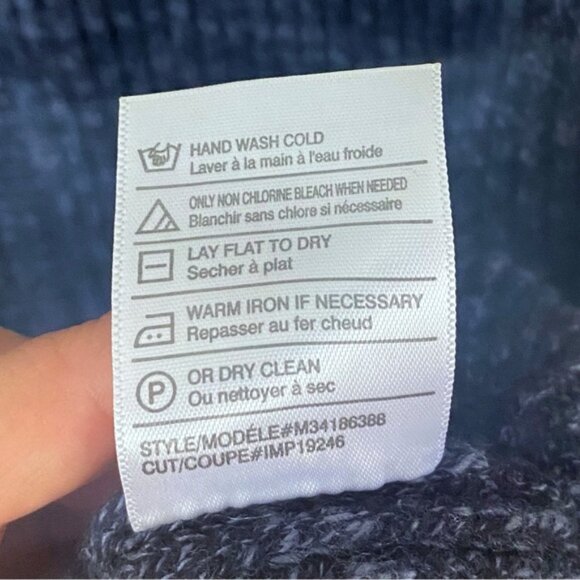 HAND WASH COLD
Laver à la main à l'eau froide
ONLY NON CHLORINE BLEACH WHEN NEEDED
Blanchir sans chlore si nécessaire
LAY FLAT TO DRY
Secher à plat
WARM IRON IF NECESSARY
Repasser au fer cheud
P
OR DRY CLEAN
Ou nettoyer à sec
STYLE/MODÉLE#M3418638B
CUT/COUPE#IMP19246